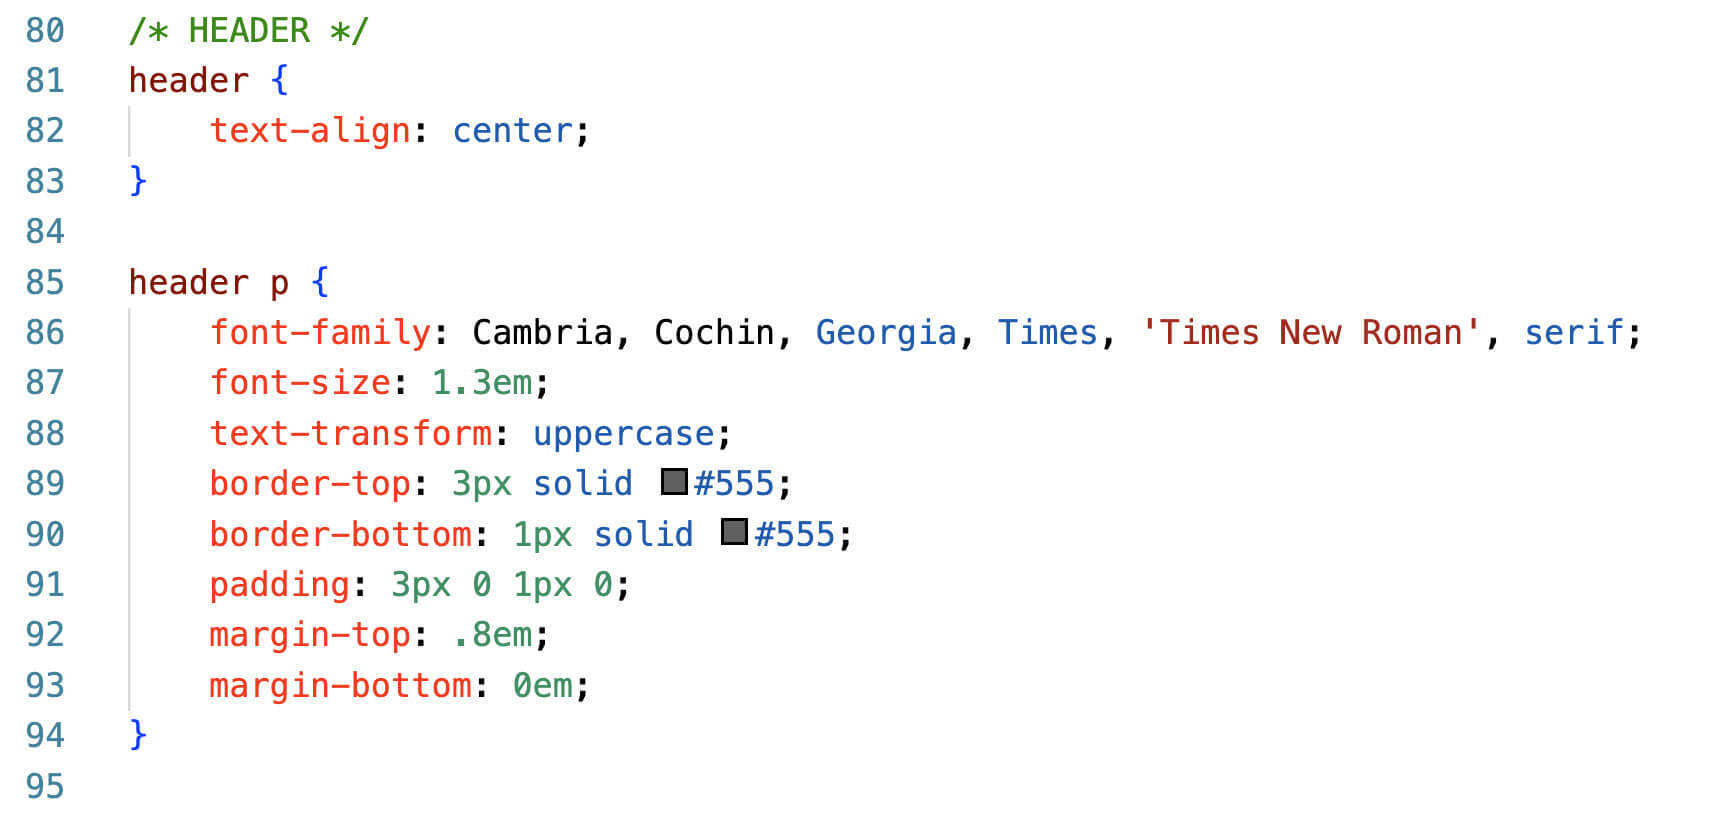 80 /* HEADER */
81 header {
82     text-align: center;
83 }
84
85 header p {
86     font-family: Cambria, Cochin, Georgia, Times, 'Times New Roman', serif;
87     font-size: 1.3em;
88     text-transform: uppercase;
89     border-top: 3px solid #555;
90     border-bottom: 1px solid #555;
91     padding: 3px 0 1px 0;
92     margin-top: .8em;
93     margin-bottom: 0em;
94 }
95